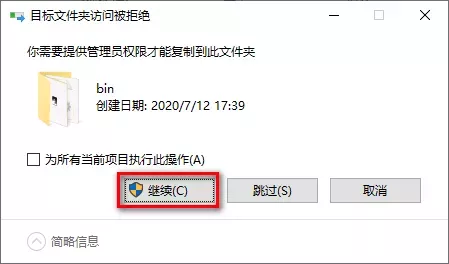 目标文件夹访问被拒绝
你需要提供管理员权限才能复制到此文件夹
bin
创建日期: 2020/7/12 17:39
为所有当前项目执行此操作(A)
继续(C)
跳过(S)
取消
简略信息